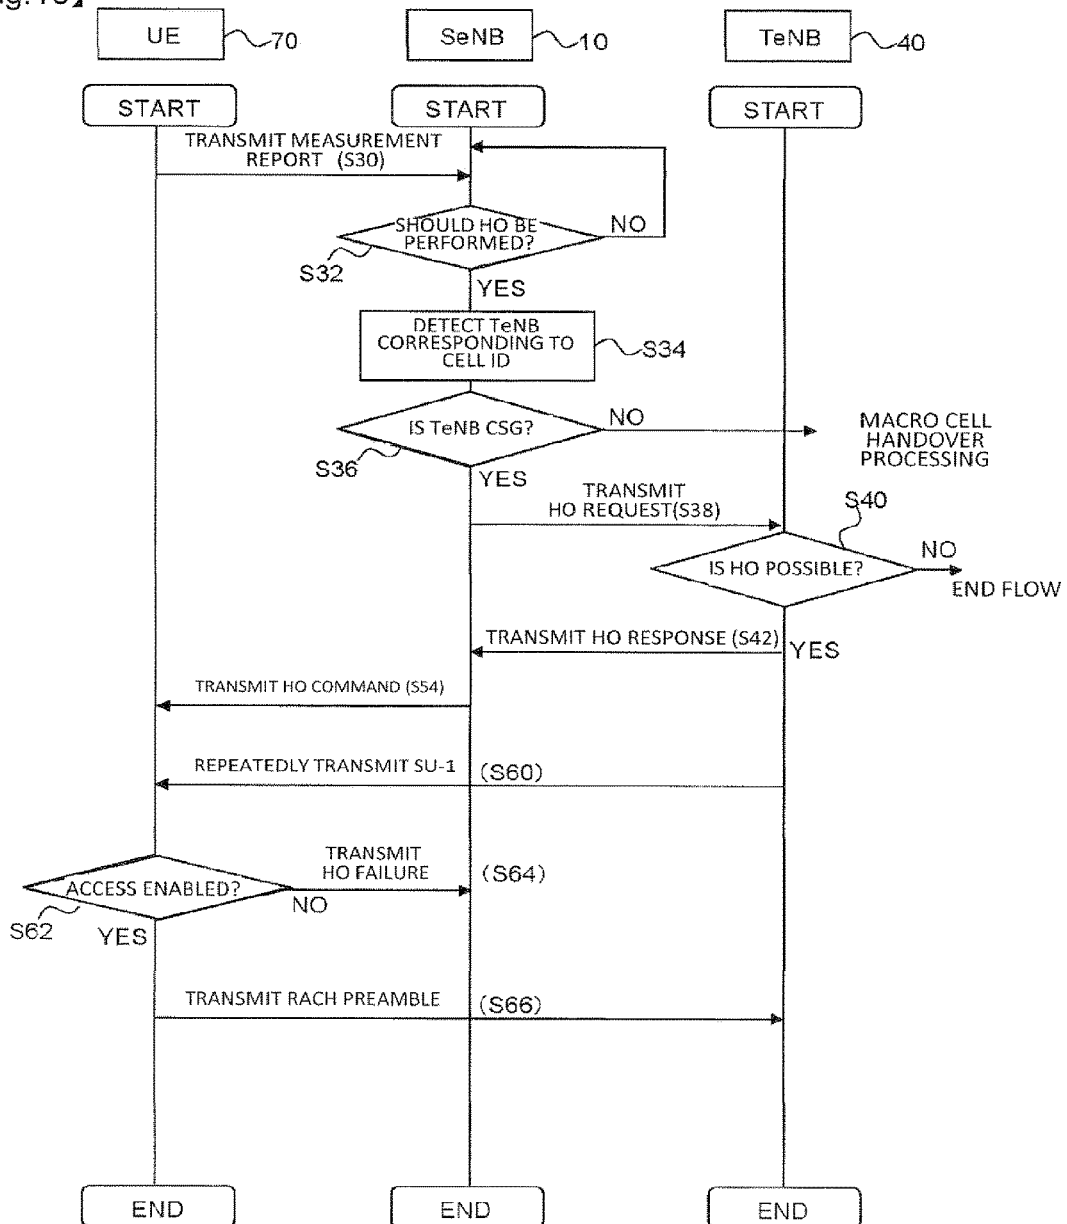 UE 70 SeNB 10 TeNB 40
START START START
TRANSMIT MEASUREMENT
REPORT (S30)
SHOULD HO BE
PERFORMED?
NO
S32
YES
DETECT TeNB
CORRESPONDING TO
CELL ID
S34
IS TeNB CSG?
NO
MACRO CELL
HANDOVER
PROCESSING
S36
YES
TRANSMIT
HO REQUEST(S38)
S40
IS HO POSSIBLE?
NO
END FLOW
TRANSMIT HO RESPONSE (S42)
YES
TRANSMIT HO COMMAND (S54)
REPEATEDLY TRANSMIT SU-1 (S60)
TRANSMIT
HO FAILURE (S64)
ACCESS ENABLED?
NO
S62
YES
TRANSMIT RACH PREAMBLE (S66)
END END END